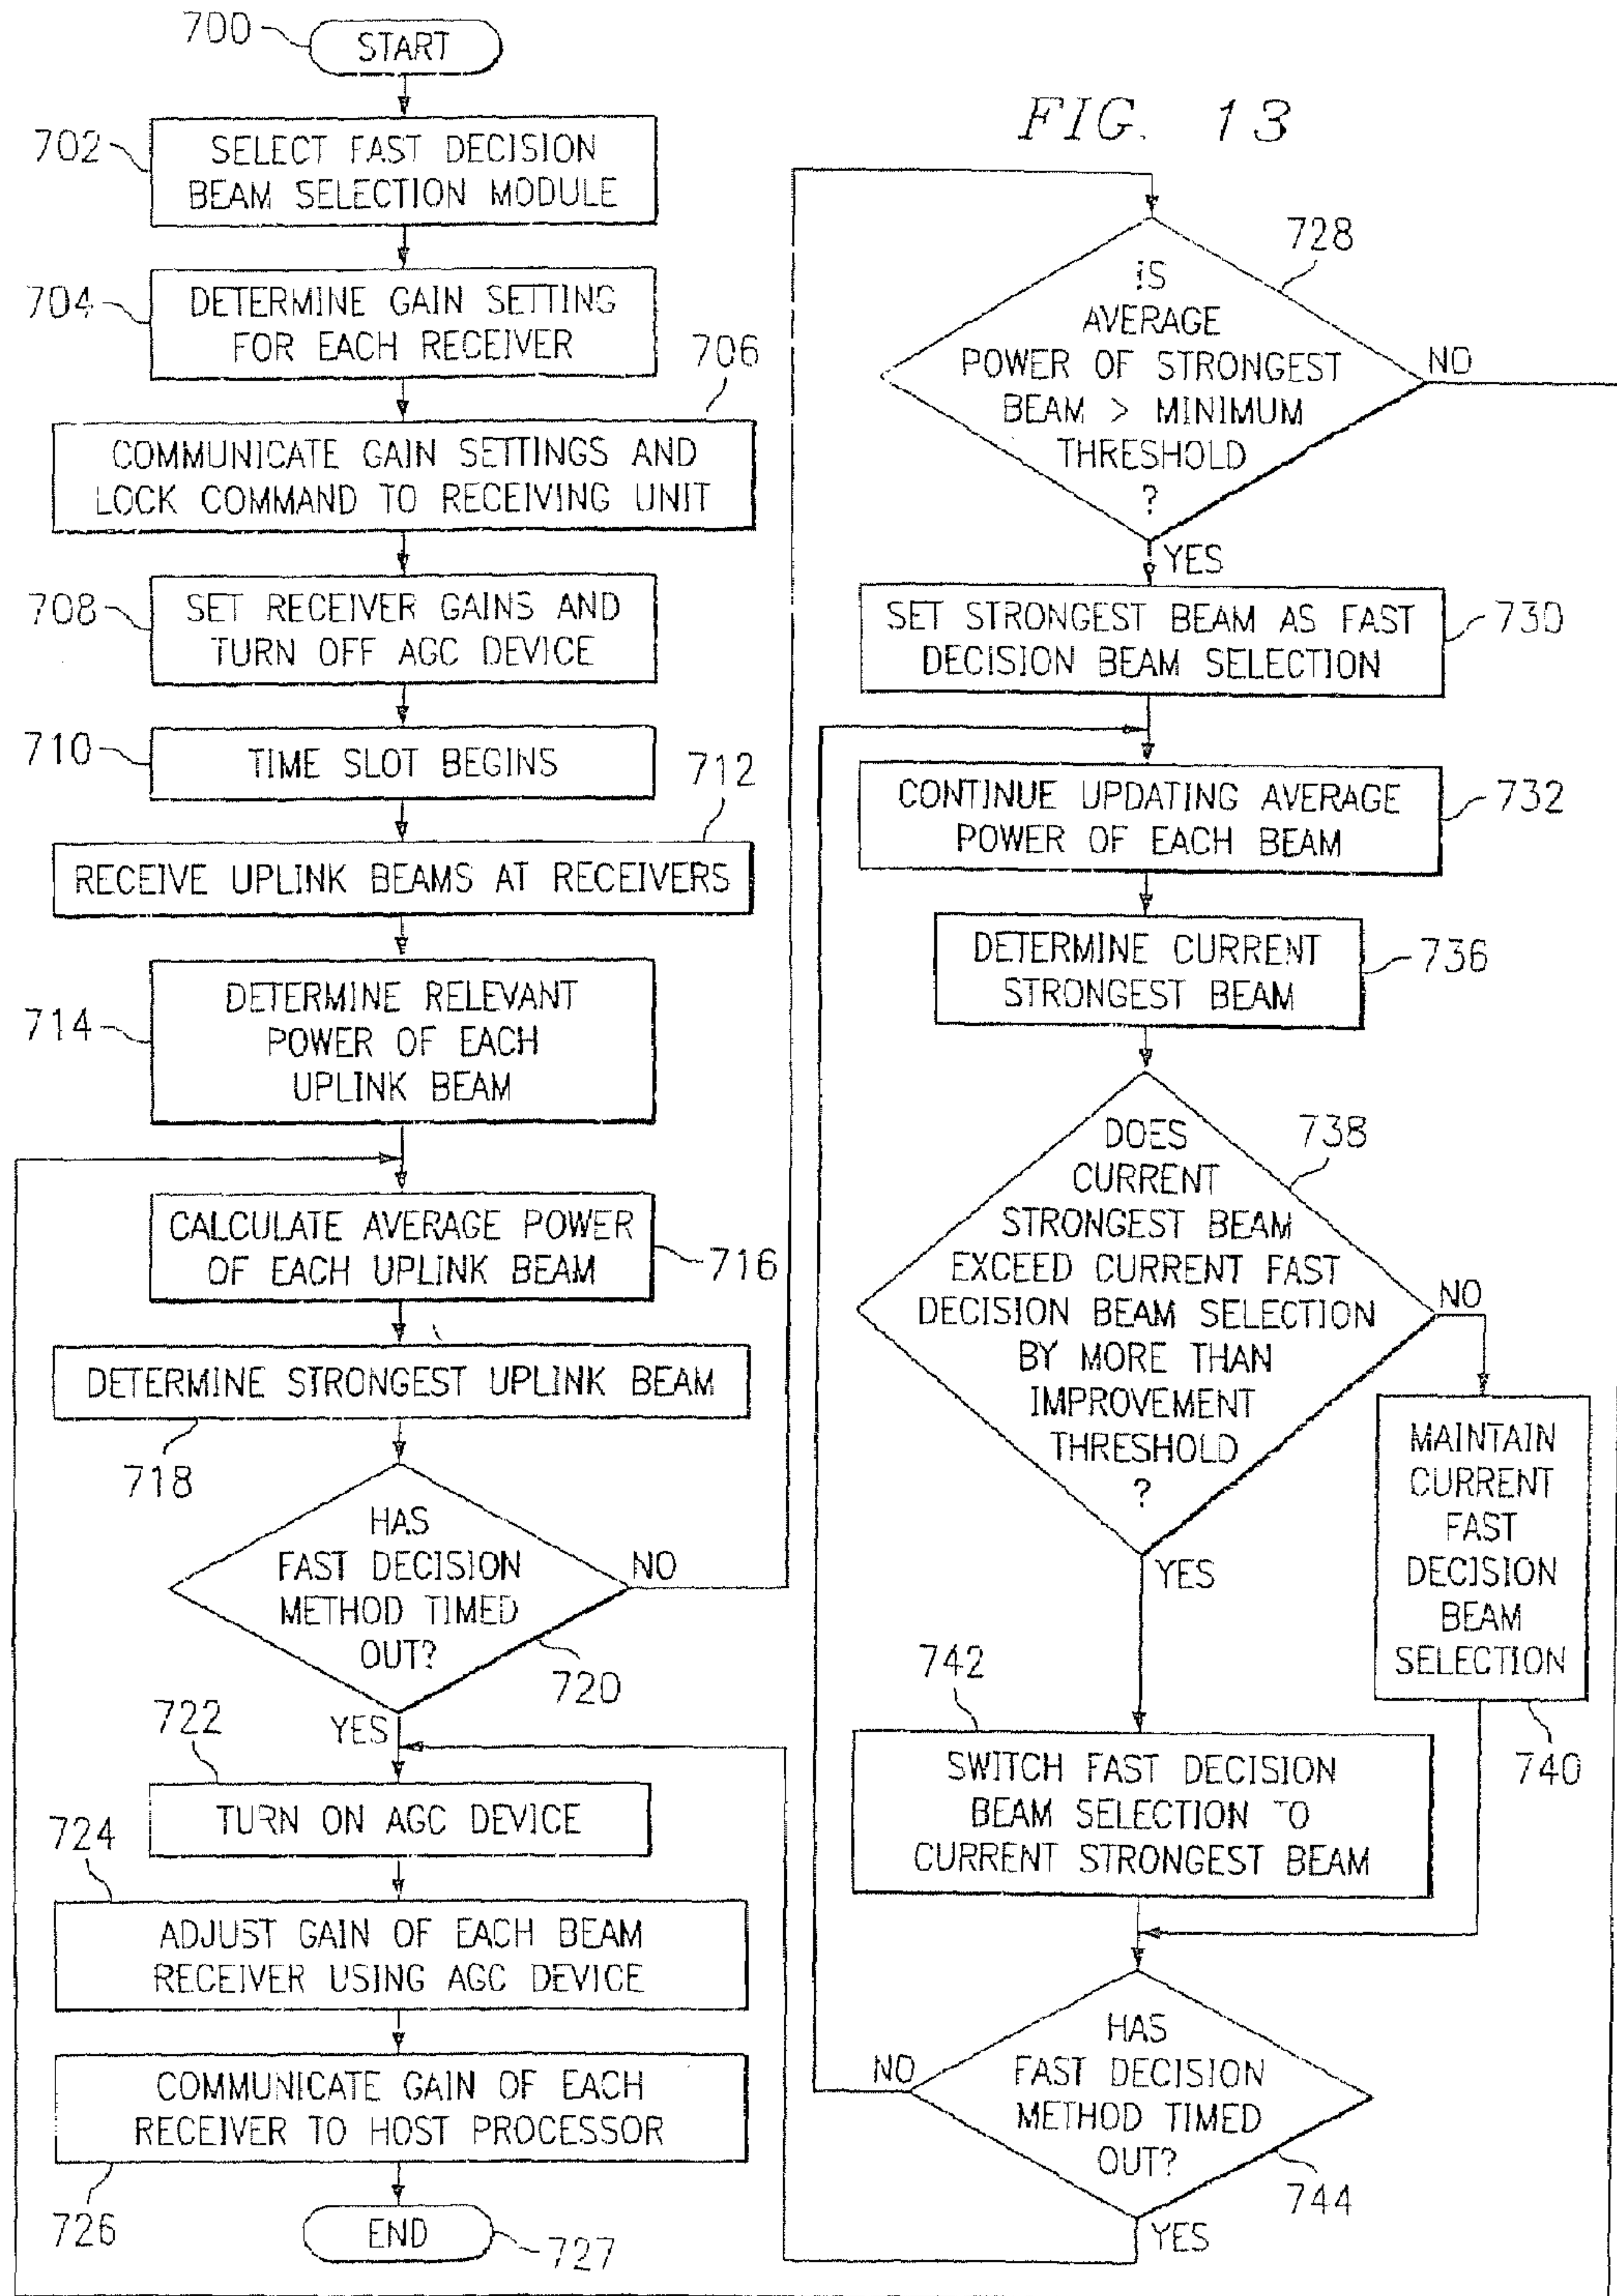 700
START
FIG. 13
702
SELECT FAST DECISION
BEAM SELECTION MODULE
704
DETERMINE GAIN SETTING
FOR EACH RECEIVER
706
COMMUNICATE GAIN SETTINGS AND
LOCK COMMAND TO RECEIVING UNIT
708
SET RECEIVER GAINS AND
TURN OFF AGC DEVICE
710
TIME SLOT BEGINS
712
RECEIVE UPLINK BEAMS AT RECEIVERS
714
DETERMINE RELEVANT
POWER OF EACH
UPLINK BEAM
CALCULATE AVERAGE POWER
OF EACH UPLINK BEAM
716
DETERMINE STRONGEST UPLINK BEAM
718
HAS
FAST DECISION
METHOD TIMED
OUT?
NO
720
YES
722
TURN ON AGC DEVICE
724
ADJUST GAIN OF EACH BEAM
RECEIVER USING AGC DEVICE
COMMUNICATE GAIN OF EACH
RECEIVER TO HOST PROCESSOR
726
END
727
728
IS
AVERAGE
POWER OF STRONGEST
BEAM > MINIMUM
THRESHOLD
?
NO
YES
SET STRONGEST BEAM AS FAST
DECISION BEAM SELECTION
730
CONTINUE UPDATING AVERAGE
POWER OF EACH BEAM
732
DETERMINE CURRENT
STRONGEST BEAM
736
738
DOES
CURRENT
STRONGEST BEAM
EXCEED CURRENT FAST
DECISION BEAM SELECTION
BY MORE THAN
IMPROVEMENT
THRESHOLD
?
NO
YES
MAINTAIN
CURRENT
FAST
DECISION
BEAM
SELECTION
740
742
SWITCH FAST DECISION
BEAM SELECTION TO
CURRENT STRONGEST BEAM
HAS
FAST DECISION
METHOD TIMED
OUT?
NO
744
YES